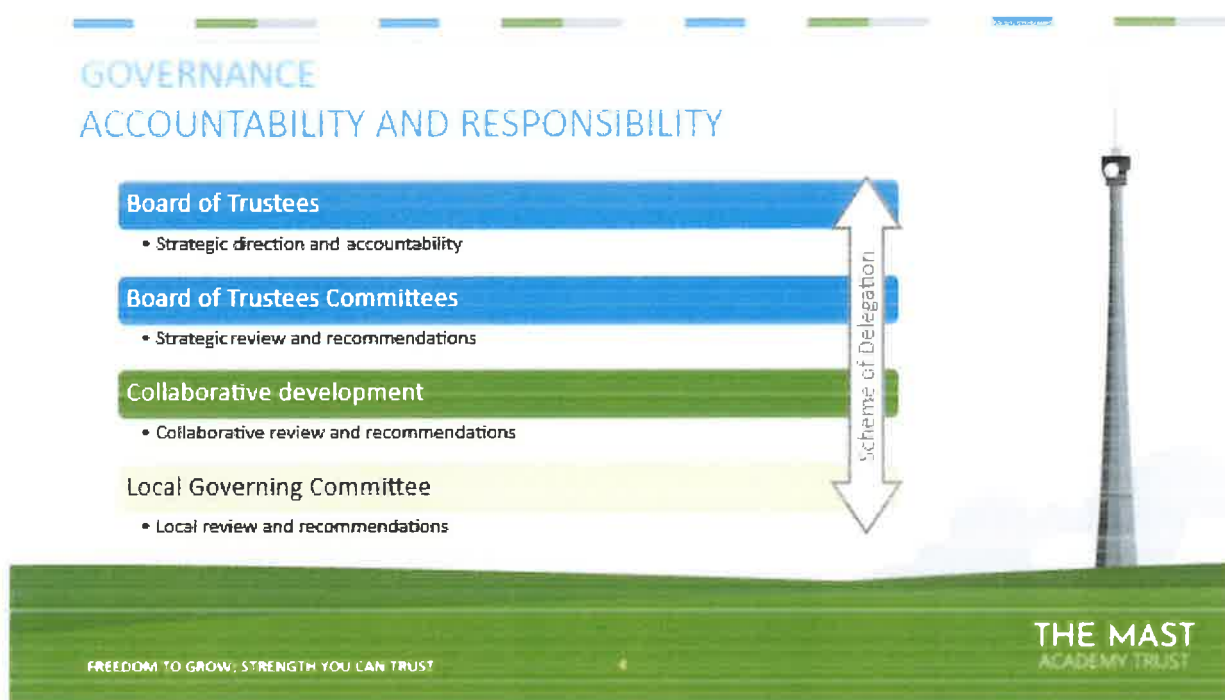 GOVERNANCE
ACCOUNTABILITY AND RESPONSIBILITY
Board of Trustees
• Strategic direction and accountability
Board of Trustees Committees
• Strategic review and recommendations
Collaborative development
• Collaborative review and recommendations
Local Governing Committee
• Local review and recommendations
Scheme of Delegation
FREEDOM TO GROW; STRENGTH YOU CAN TRUST
4
THE MAST
ACADEMY TRUST